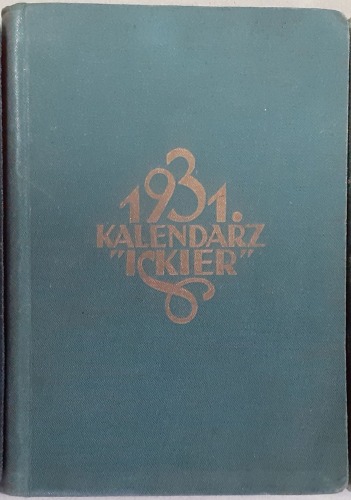 1931.
KALENDARZ
"ICKIER"